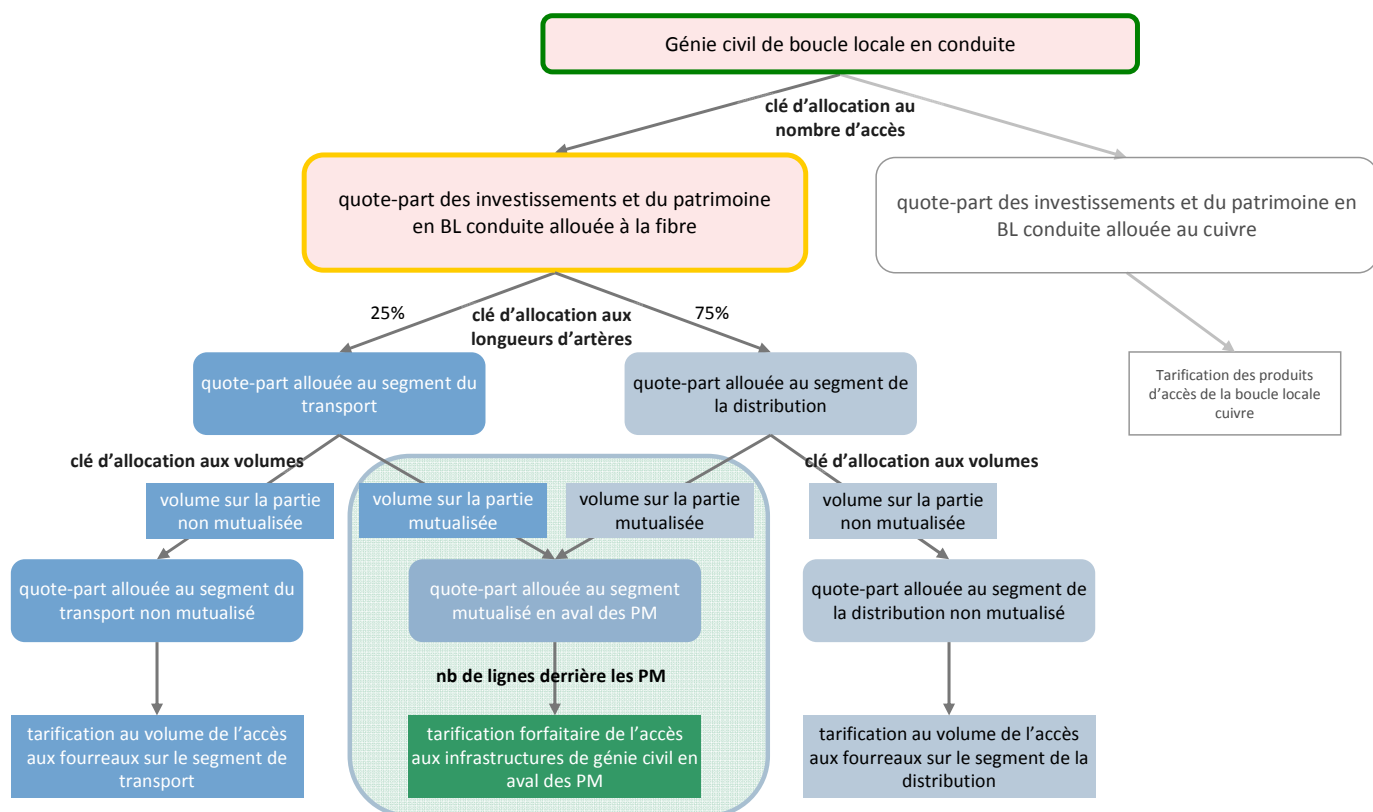 Génie civil de boucle locale en conduite
clé d’allocation au
nombre d’accès
quote-part des investissements et du patrimoine
en BL conduite allouée à la fibre
quote-part des investissements et du patrimoine en
BL conduite allouée au cuivre
25%
clé d’allocation aux
longueurs d’artères
75%
quote-part allouée au segment du
transport
quote-part allouée au segment de
la distribution
Tarification des produits
d’accès de la boucle locale
cuivre
clé d’allocation aux volumes
clé d’allocation aux volumes
volume sur la partie
non mutualisée
volume sur la partie
mutualisée
volume sur la partie
mutualisée
volume sur la partie
non mutualisée
quote-part allouée au segment du
transport non mutualisé
quote-part allouée au segment
mutualisé en aval des PM
quote-part allouée au segment de
la distribution non mutualisé
nb de lignes derrière les PM
tarification au volume de l’accès
aux fourreaux sur le segment de
transport
tarification forfaitaire de l’accès
aux infrastructures de génie civil en
aval des PM
tarification au volume de l’accès
aux fourreaux sur le segment de la
distribution